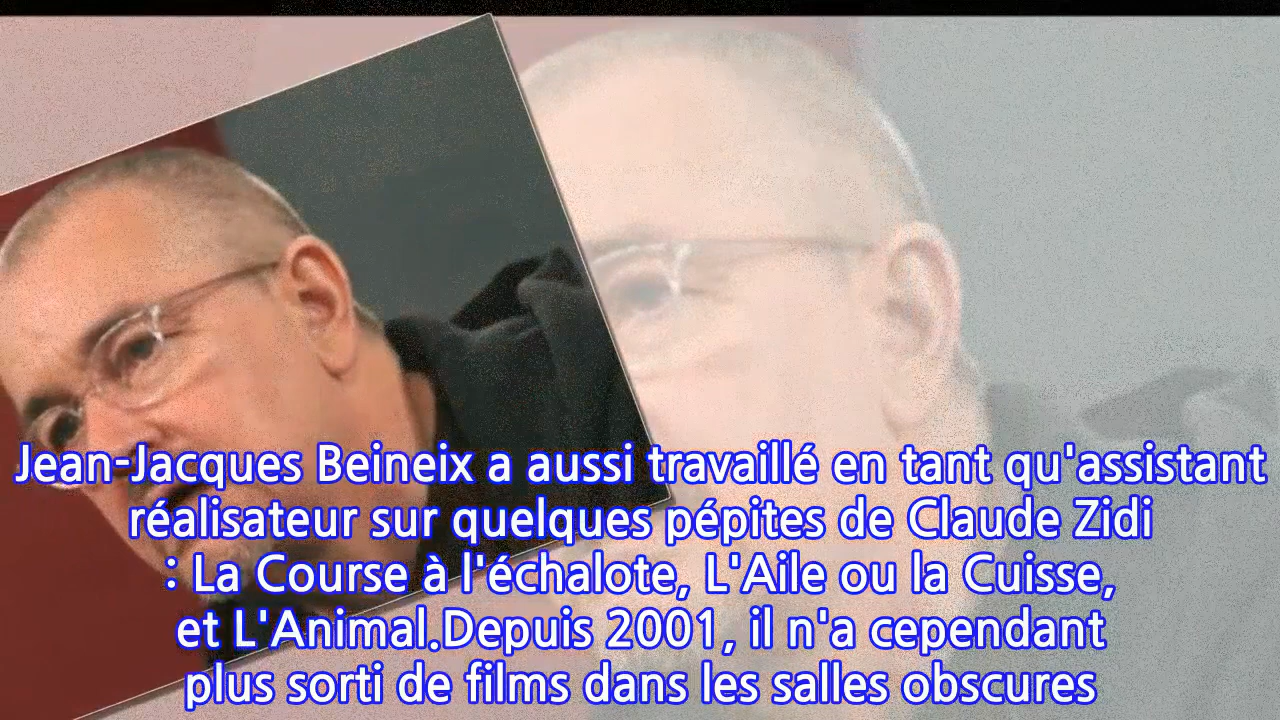 Jean-Jacques Beineix a aussi travaillé en tant qu'assistant
réalisateur sur quelques pépites de Claude Zidi
: La Course à l'échalote, L'Aile ou la Cuisse,
et L'Animal.Depuis 2001, il n'a cependant
plus sorti de films dans les salles obscures